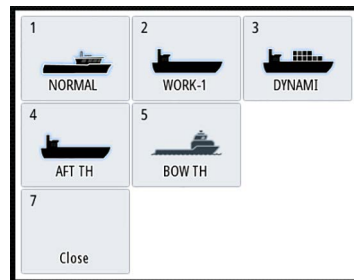 1
NORMAL
2
WORK-1
3
DYNAMI
4
AFT TH
5
BOW TH
7
Close